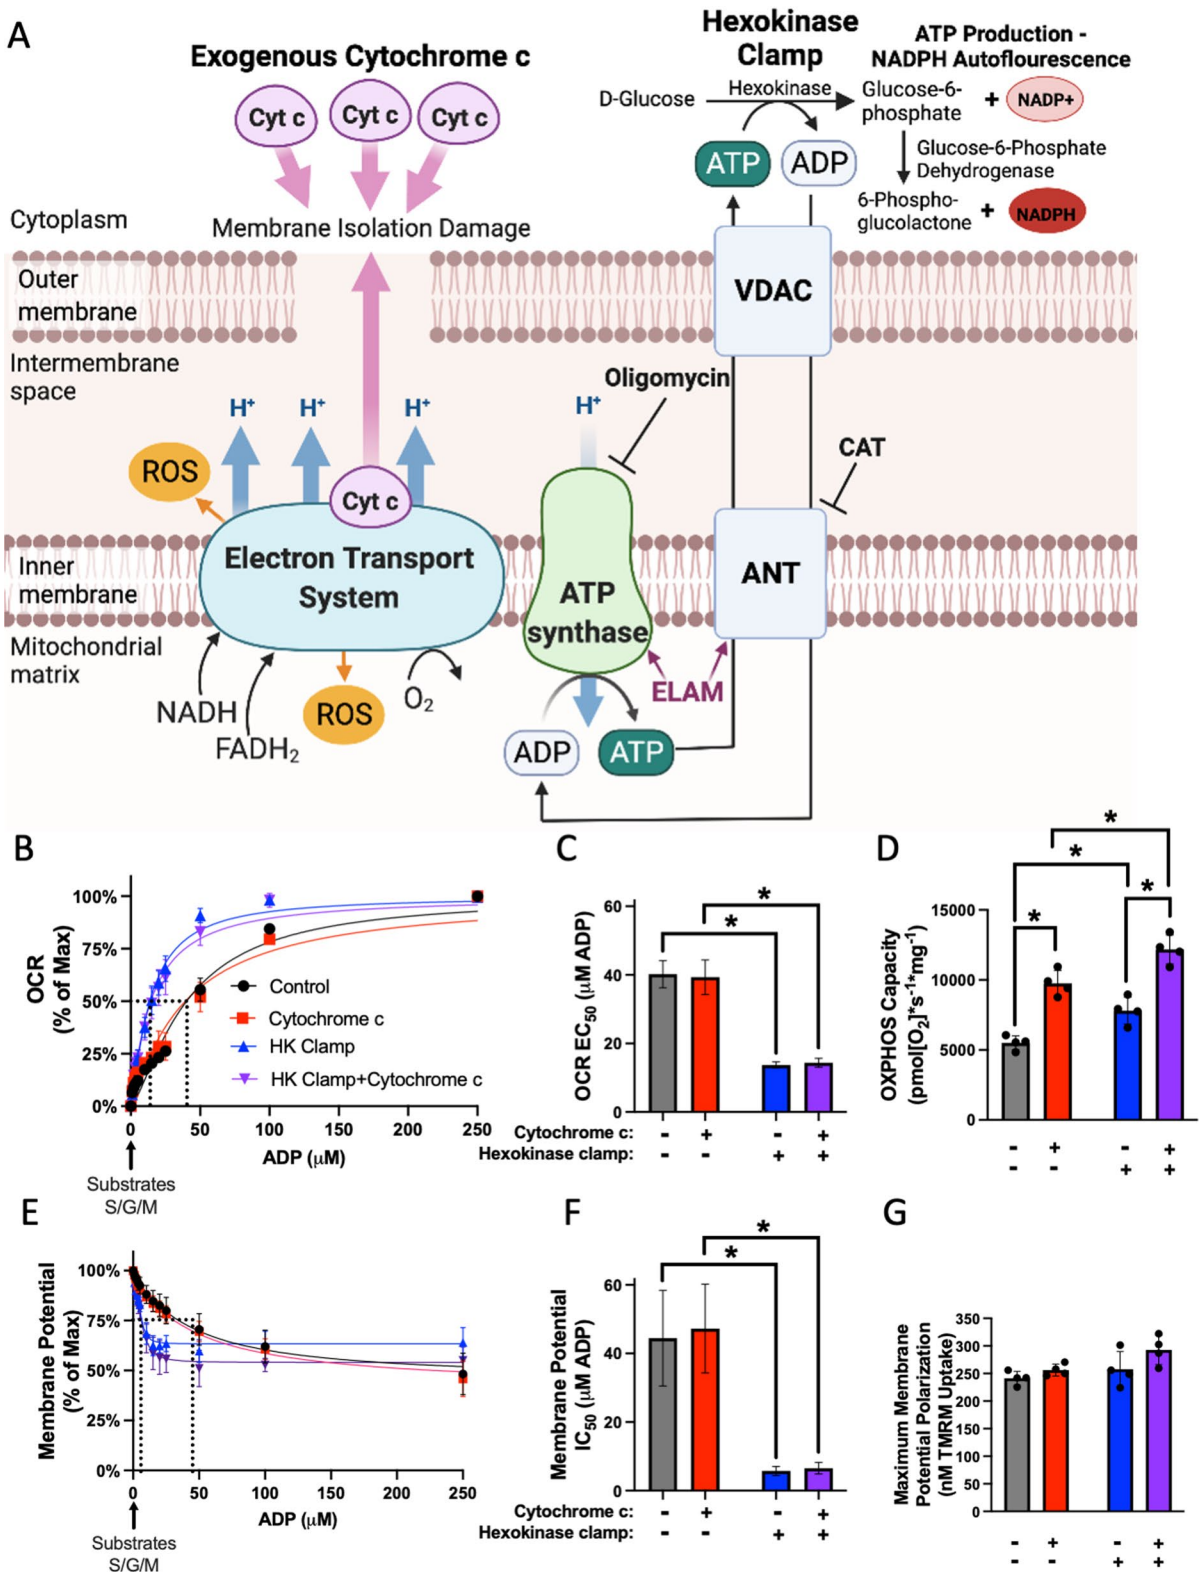 A
Exogenous Cytochrome c
Cyt c
Cyt c
Cyt c
Membrane Isolation Damage
Hexokinase
Clamp
ATP Production -
NADPH Autoflourescence
D-Glucose
Hexokinase
Glucose-6-
phosphate
+
NADP+
ATP
ADP
Glucose-6-Phosphate
Dehydrogenase
6-Phospho-
glucolactone
+
NADPH
Cytoplasm
Outer
membrane
VDAC
Intermembrane
space
Oligomycin
H+
H+
H+
H+
ROS
Cyt c
CAT
Electron Transport
System
Inner
membrane
ATP
synthase
ANT
Mitochondrial
matrix
ELAM
NADH
FADH2
ROS
O2
ADP
ATP
B
OCR
(% of Max)
100%
75%
50%
25%
0%
Control
Cytochrome c
HK Clamp
HK Clamp+Cytochrome c
0
50
100
150
200
250
ADP (μM)
Substrates
S/G/M
C
OCR EC50 (μM ADP)
60
40
20
0
*
*
Cytochrome c:
- + - +
Hexokinase clamp:
- - + +
D
OXPHOS Capacity
(pmol[O2]*s-1*mg-1)
15000
10000
5000
0
*
*
*
*
- + - +
- - + +
E
Membrane Potential
(% of Max)
100%
75%
50%
25%
0%
0
50
100
150
200
250
ADP (μM)
Substrates
S/G/M
F
Membrane Potential
IC50 (μM ADP)
60
40
20
0
*
*
Cytochrome c:
- + - +
Hexokinase clamp:
- - + +
G
Maximum Membrane
Potential Polarization
(nM TMRM Uptake)
350
300
250
200
150
100
50
0
- + - +
- - + +